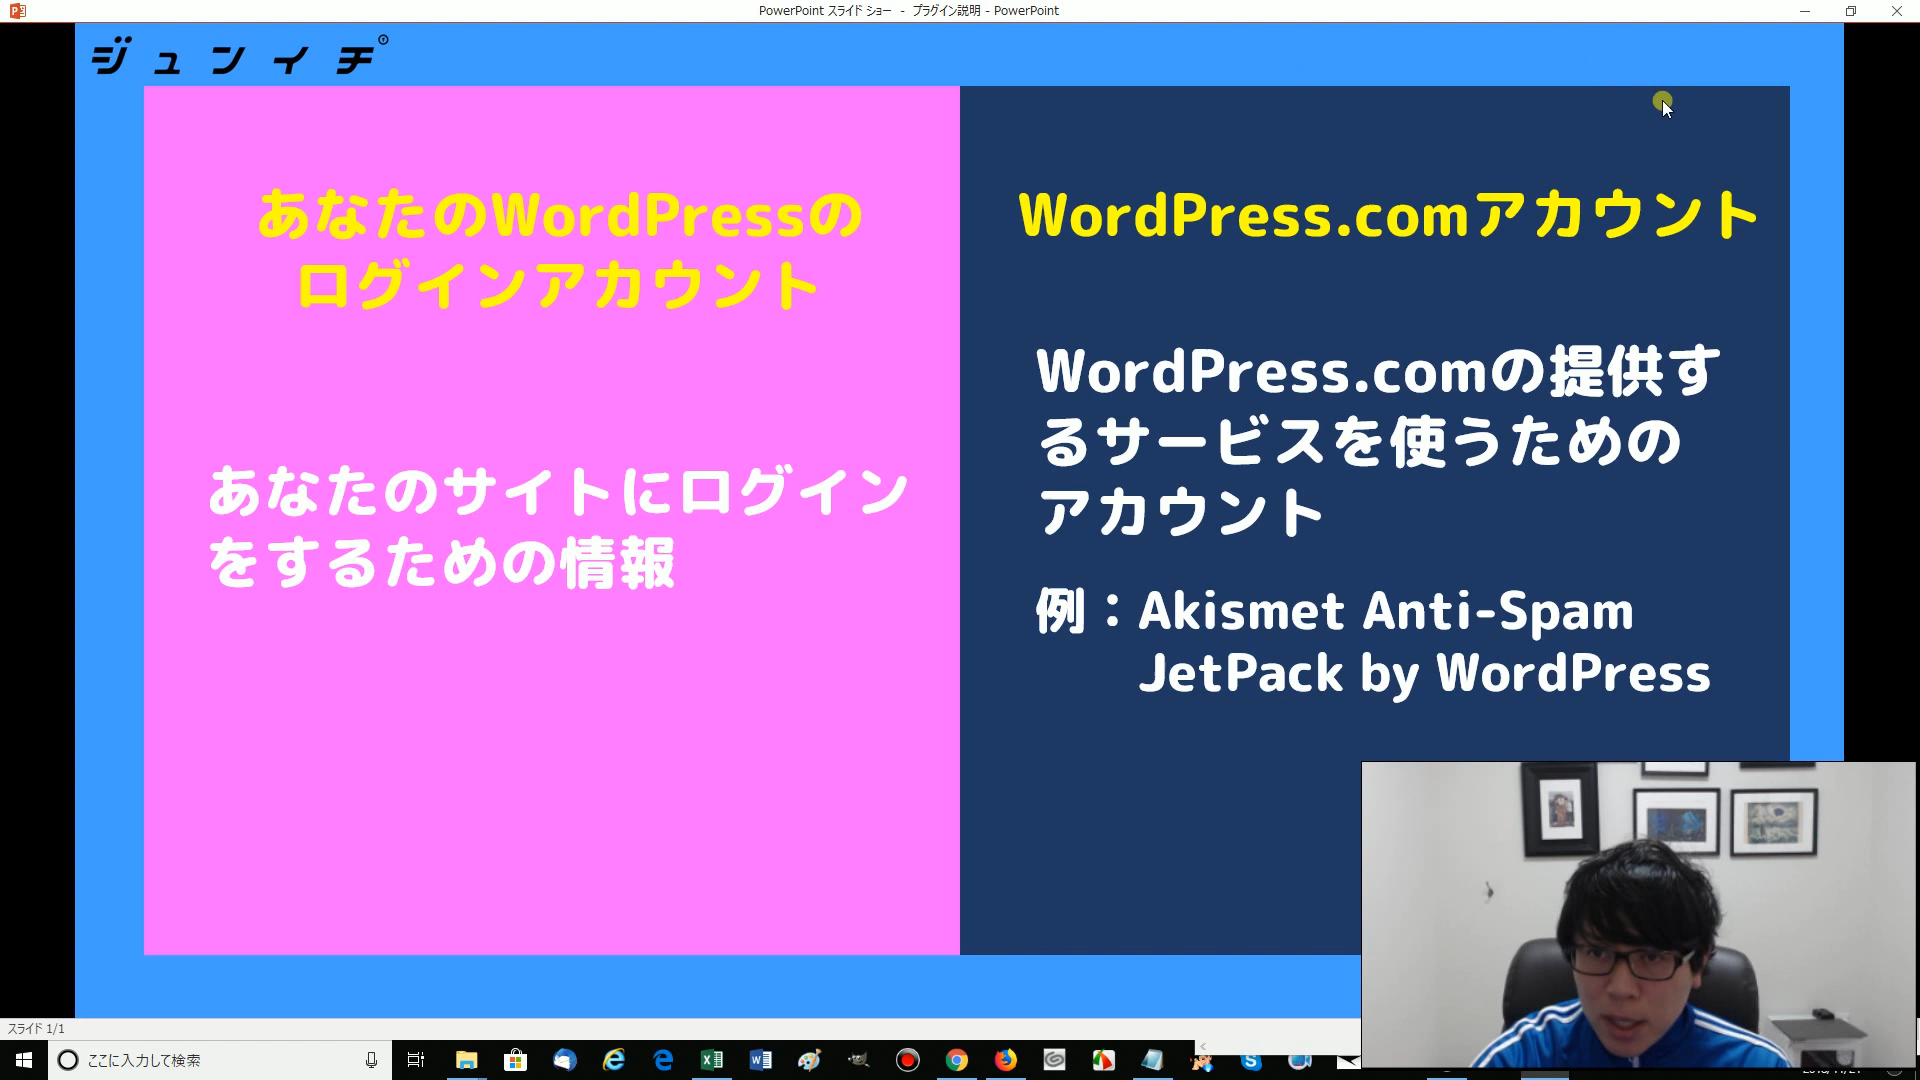 PowerPoint スライド ショー - プラグイン説明 - PowerPoint
ジュンイチ
あなたのWordPressの
ログインアカウント
あなたのサイトにログイン
をするための情報
WordPress.comアカウント
WordPress.comの提供す
るサービスを使うための
アカウント
例：Akismet Anti-Spam
JetPack by WordPress
スライド 1/1
ここに入力して検索